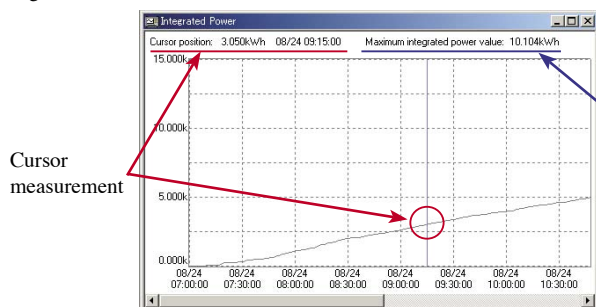 Integrated Power
Cursor position: 3.050kWh 08/24 09:15:00 Maximum integrated power value: 10.104kWh
15.000k
10.000k
Cursor
measurement
5.000k
0.000k
08/24 08/24 08/24 08/24 08/24 08/24 08/24 08/24
07:00:00 07:30:00 08:00:00 08:30:00 09:00:00 09:30:00 10:00:00 10:30:00